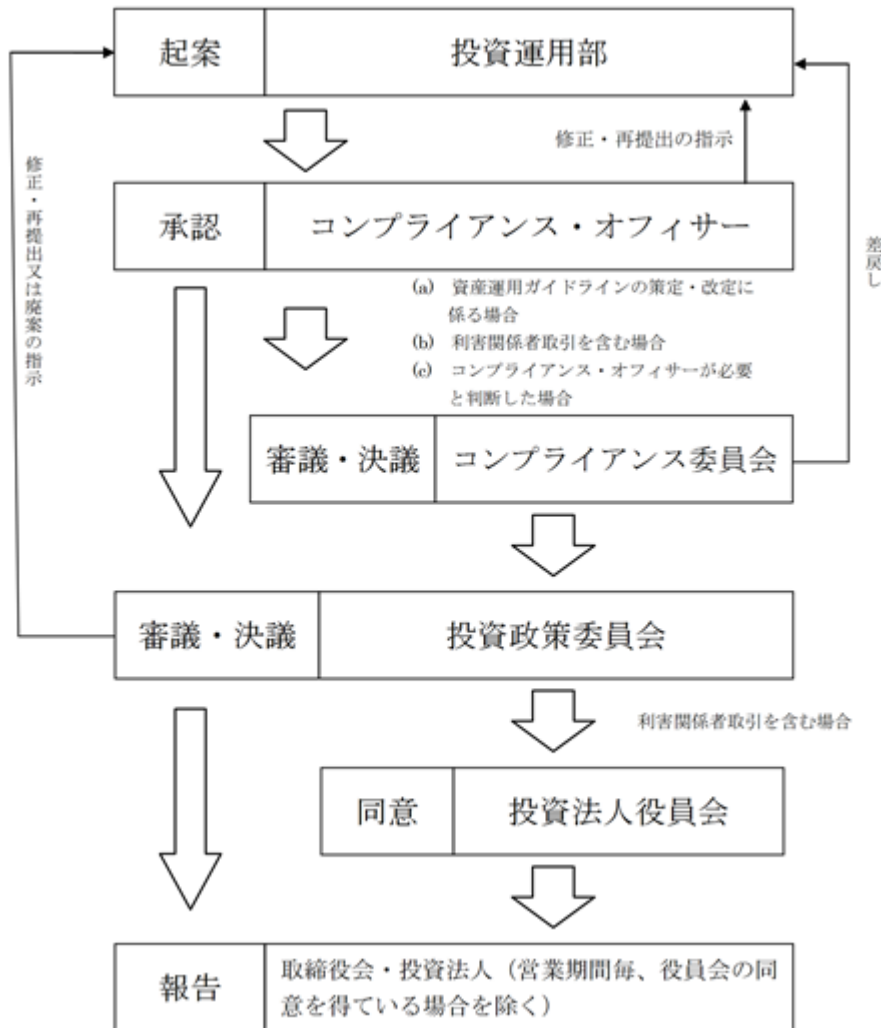 起案
投資運用部
修正・再提出の指示
修正・再提出又は廃案の指示
承認
コンプライアンス・オフィサー
差戻し
(a) 資産運用ガイドラインの策定・改定に
係る場合
(b) 利害関係者取引を含む場合
(c) コンプライアンス・オフィサーが必要
と判断した場合
審議・決議
コンプライアンス委員会
審議・決議
投資政策委員会
利害関係者取引を含む場合
同意
投資法人役員会
報告
取締役会・投資法人（営業期間毎、役員会の同
意を得ている場合を除く）